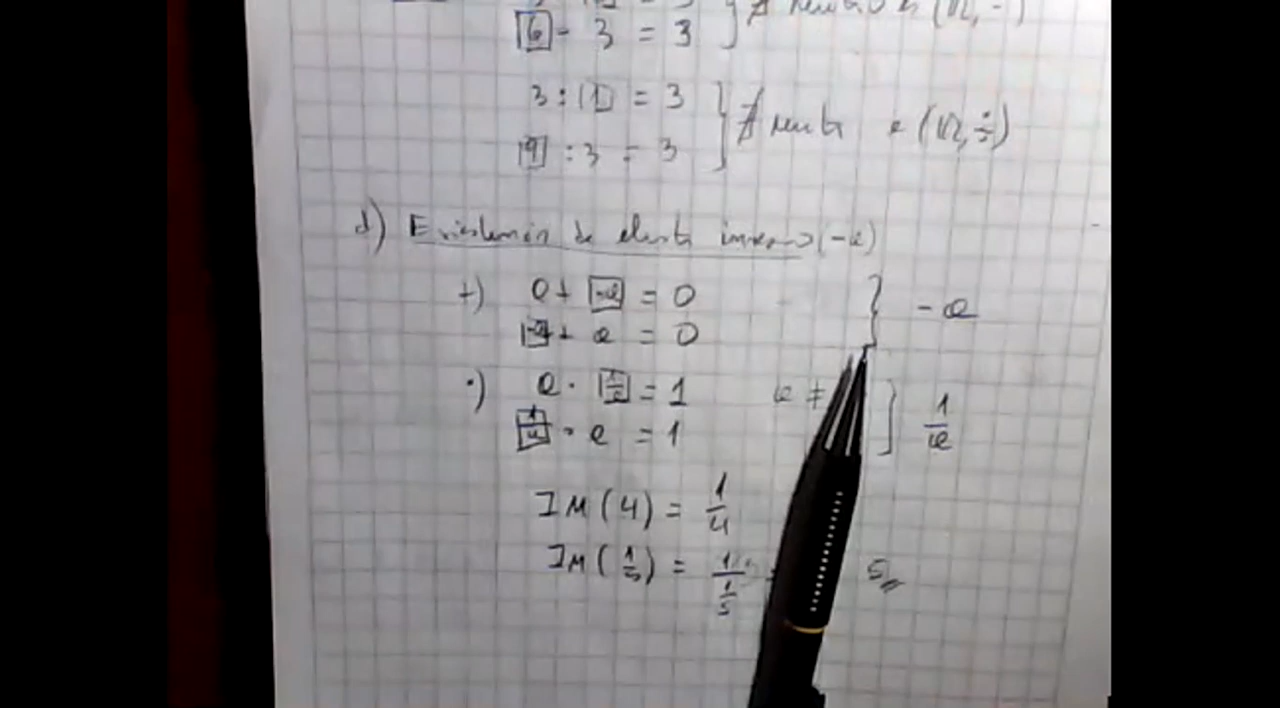 6 - 3 = 3
3 : 1 = 3 } ∄ neutro (ℝ, ÷)
9 : 3 = 3
d) Existencia de elemento inverso (-a)
+) a + -a = 0 } -a
-a + a = 0
·) a · 1/a = 1 a ≠ } 1/a
1/a · a = 1
IM (4) = 1/4
IM (1/5) = 1/(1/5) = 5